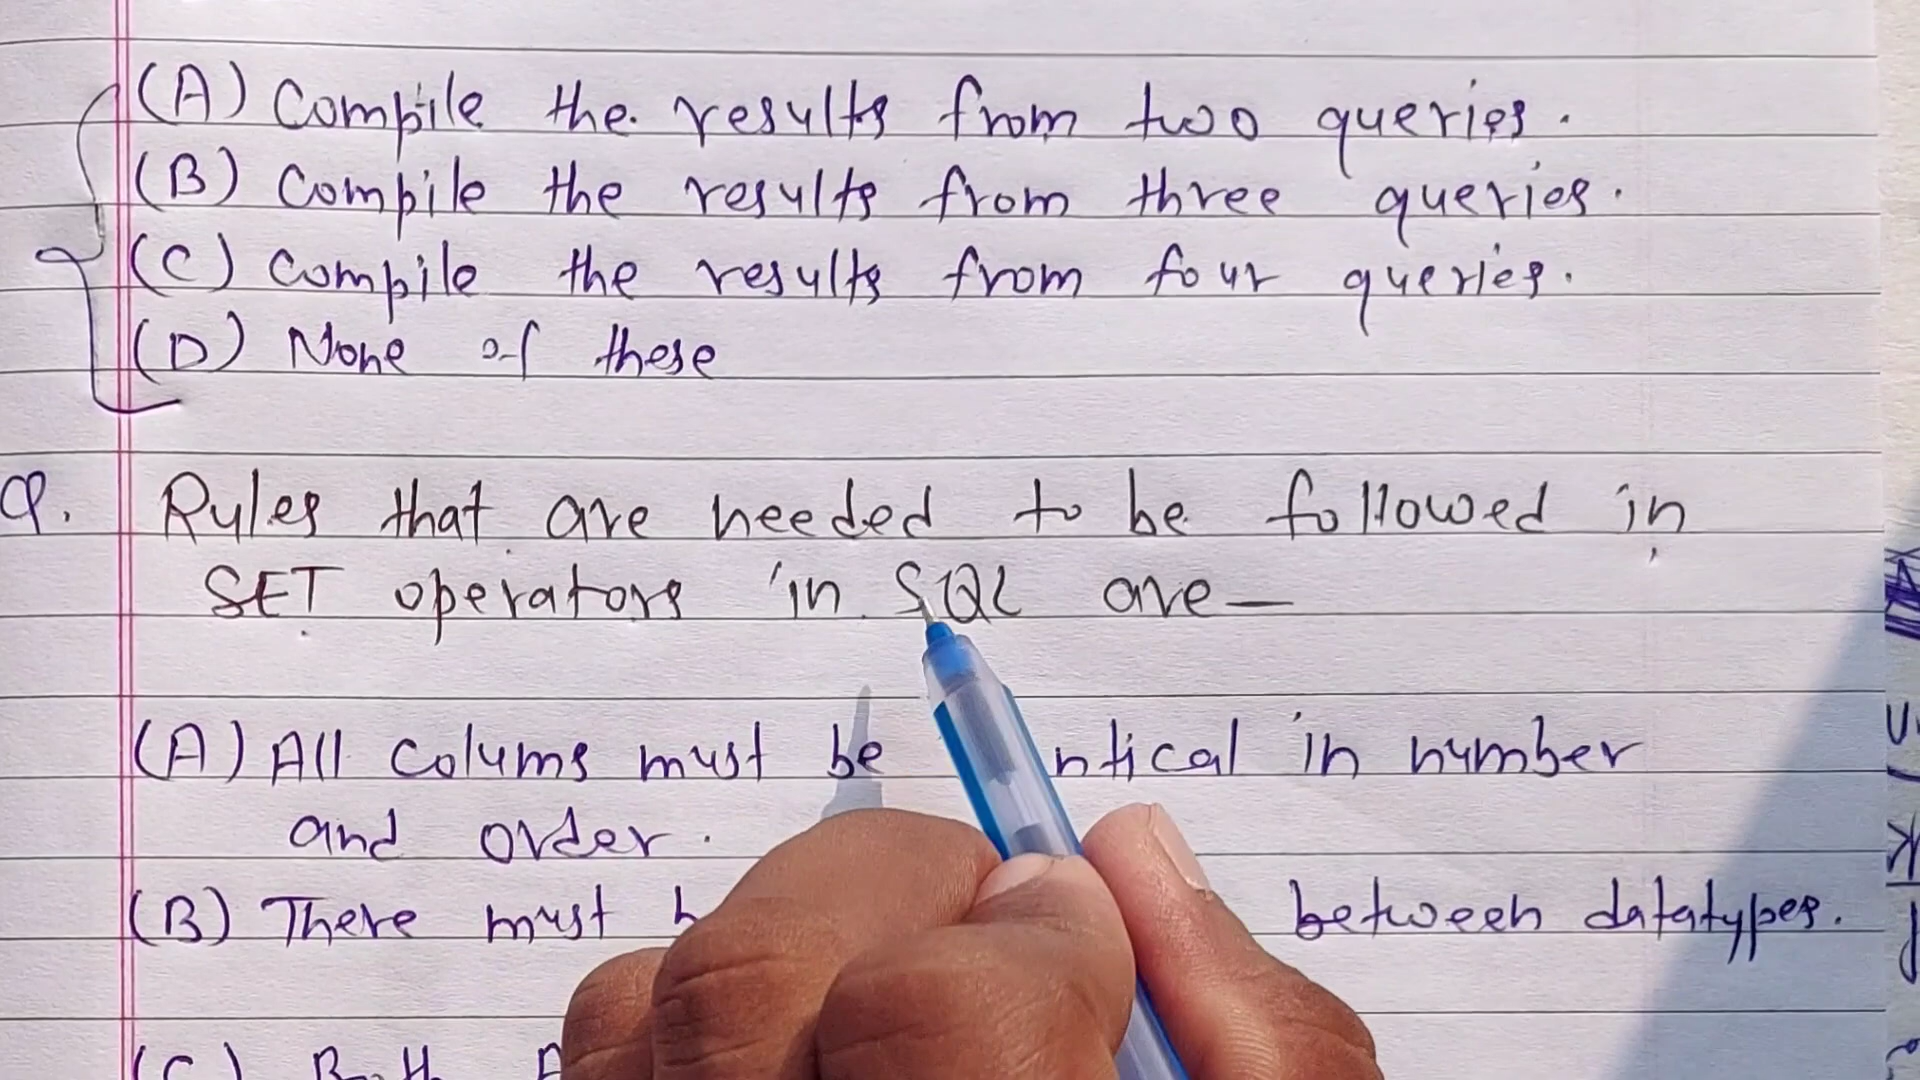 (A) Compile the results from two queries.
(B) Compile the results from three queries.
(C) Compile the results from four queries.
(D) None of these
Q. Rules that are needed to be followed in
SET operators in SQL are —
(A) All colums must be ntical in number
and order.
(B) There must between datatypes.
(C) Both